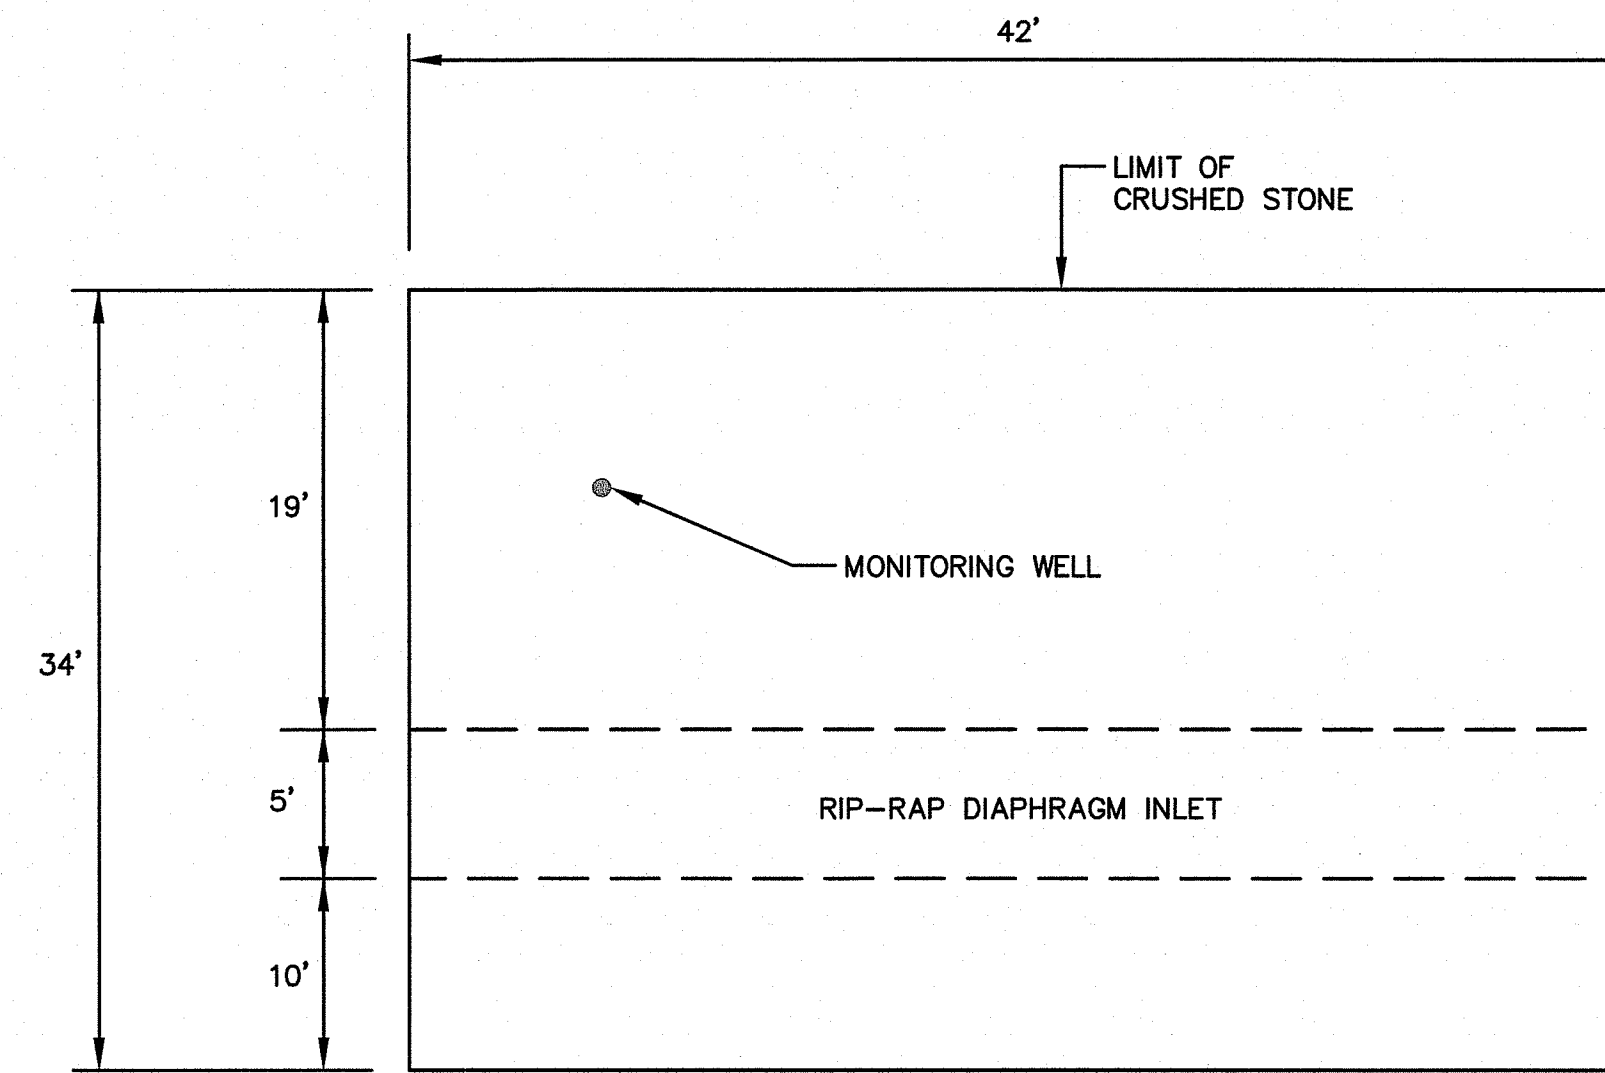 42'
LIMIT OF
CRUSHED STONE
19'
MONITORING WELL
34'
5'
RIP-RAP DIAPHRAGM INLET
10'